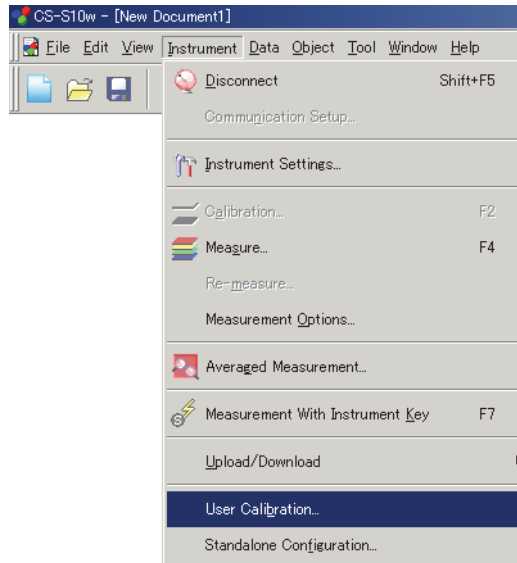 CS-S10w - [New Document1]
File Edit View Instrument Data Object Tool Window Help
Disconnect Shift+F5
Communication Setup...
Instrument Settings...
Calibration... F2
Measure... F4
Re-measure...
Measurement Options...
Averaged Measurement...
Measurement With Instrument Key F7
Upload/Download
User Calibration...
Standalone Configuration...